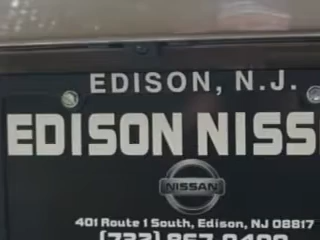 EDISON, N.J.
EDISON NISS
NISSAN
401 Route 1 South, Edison, NJ 08817